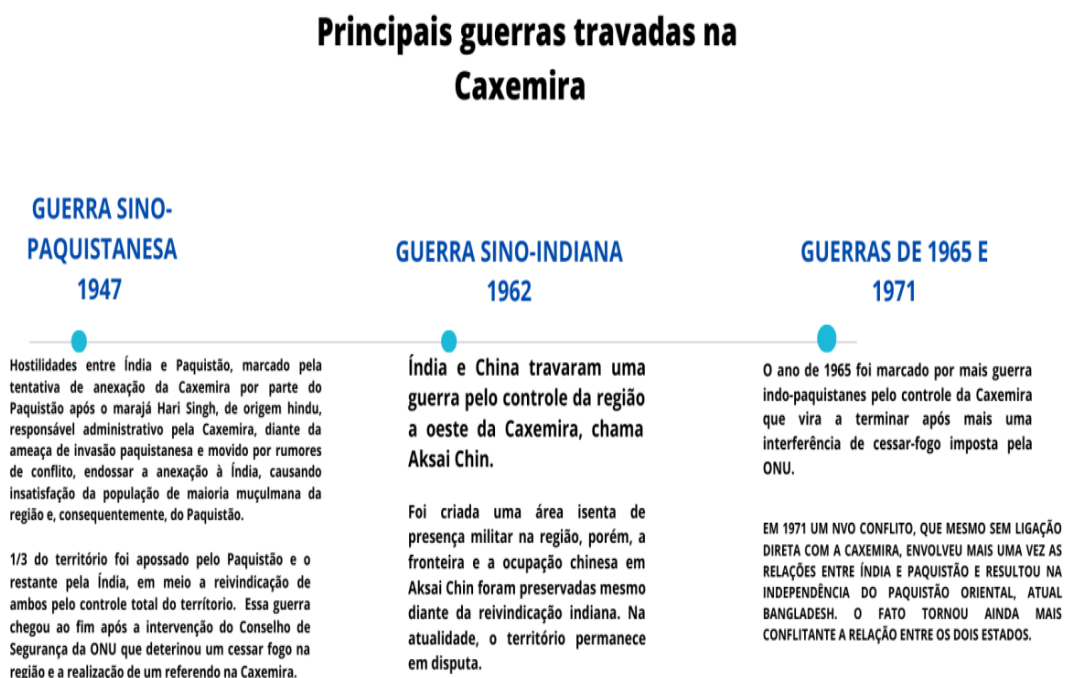 Principais guerras travadas na
Caxemira
GUERRA SINO-
PAQUISTANESA
1947
Hostilidades entre Índia e Paquistão, marcado pela
tentativa de anexação da Caxemira por parte do
Paquistão após o marajá Hari Singh, de origem hindu,
responsável administrativo pela Caxemira, diante da
ameaça de invasão paquistanesa e movido por rumores
de conflito, endossar a anexação à Índia, causando
insatisfação da população de maioria muçulmana da
região e, consequentemente, do Paquistão.
1/3 do território foi apossado pelo Paquistão e o
restante pela Índia, em meio a reivindicação de
ambos pelo controle total do territorio. Essa guerra
chegou ao fim após a intervenção do Conselho de
Segurança da ONU que deterinou um cessar fogo na
região e a realização de um referendo na Caxemira.
GUERRA SINO-INDIANA
1962
Índia e China travaram uma
guerra pelo controle da região
a oeste da Caxemira, chama
Aksai Chin.
Foi criada uma área isenta de
presença militar na região, porém, a
fronteira e a ocupação chinesa em
Aksai Chin foram preservadas mesmo
diante da reivindicação indiana. Na
atualidade, o território permanece
em disputa.
GUERRAS DE 1965 E
1971
O ano de 1965 foi marcado por mais guerra
indo-paquistanes pelo controle da Caxemira
que vira a terminar após mais uma
interferência de cessar-fogo imposta pela
ONU.
EM 1971 UM NVO CONFLITO, QUE MESMO SEM LIGAÇÃO
DIRETA COM A CAXEMIRA, ENVOLVEU MAIS UMA VEZ AS
RELAÇÕES ENTRE ÍNDIA E PAQUISTÃO E RESULTOU NA
INDEPENDÊNCIA DO PAQUISTÃO ORIENTAL, ATUAL
BANGLADESH. O FATO TORNOU AINDA MAIS
CONFLITANTE A RELAÇÃO ENTRE OS DOIS ESTADOS.